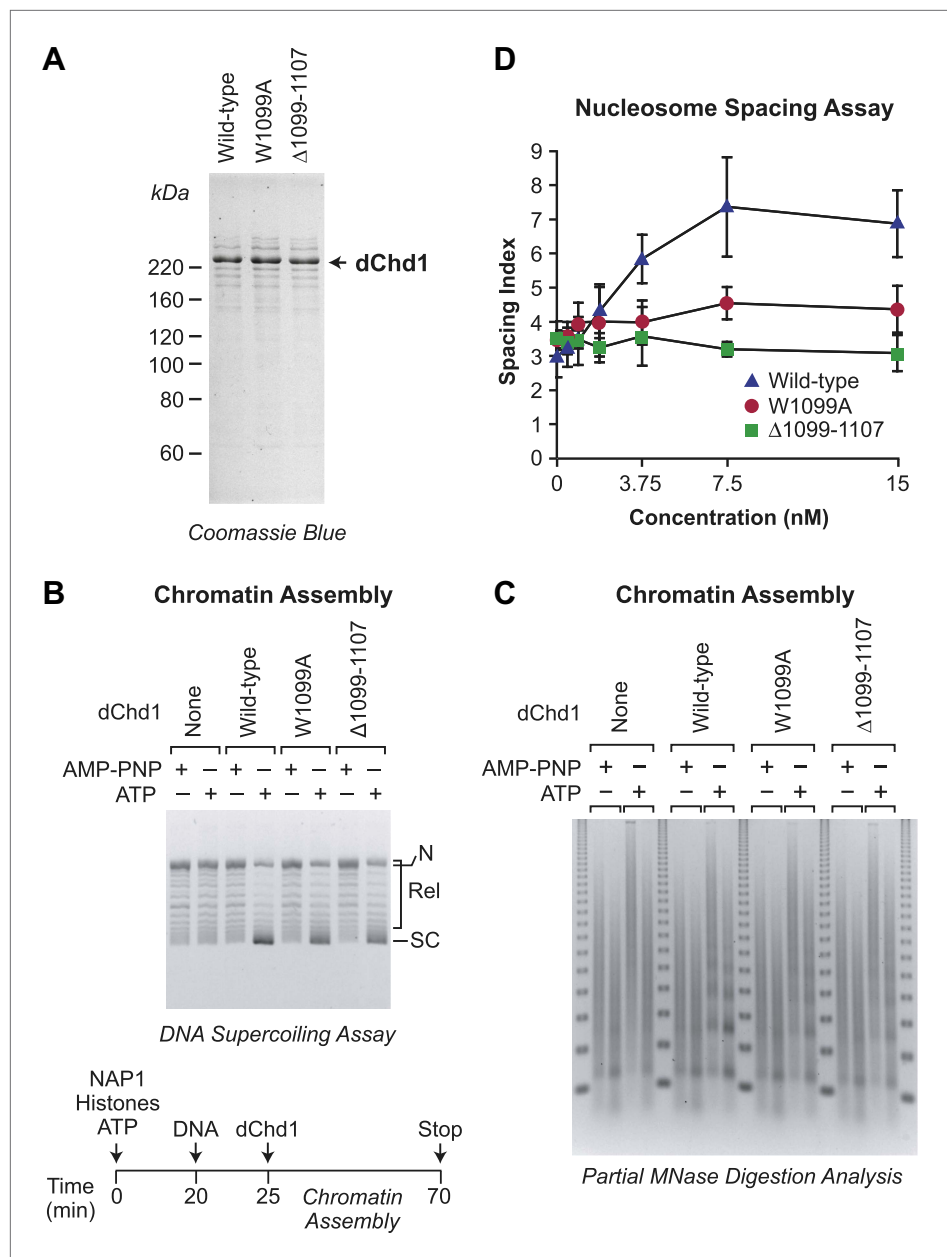 A
Wild-type
W1099A
Δ1099-1107
kDa
220
160
120
100
80
60
dChd1
Coomassie Blue
D
Nucleosome Spacing Assay
Spacing Index
9
8
7
6
5
4
3
2
1
0
0 3.75 7.5 15
Concentration (nM)
Wild-type
W1099A
Δ1099-1107
B
Chromatin Assembly
dChd1
None
Wild-type
W1099A
Δ1099-1107
AMP-PNP + – + – + – + –
ATP – + – + – + – +
N
Rel
SC
DNA Supercoiling Assay
NAP1
Histones
ATP
DNA
dChd1
Stop
Time
(min)
0 20 25 70
Chromatin
Assembly
C
Chromatin Assembly
dChd1
None
Wild-type
W1099A
Δ1099-1107
AMP-PNP + – + – + – + –
ATP – + – + – + – +
Partial MNase Digestion Analysis